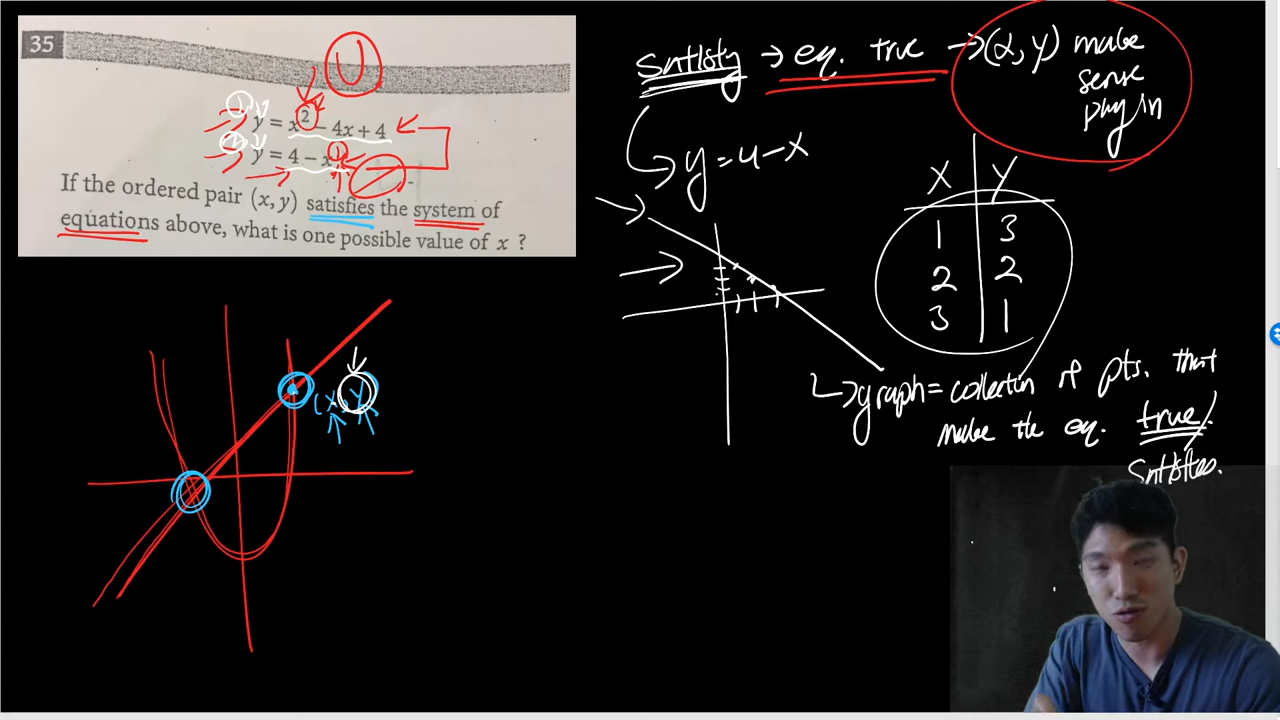 35
① y = x² − 4x + 4
② y = 4 − x
If the ordered pair (x, y) satisfies the system of
equations above, what is one possible value of x ?
satisfy → eq. true → (x, y) make
sense
plug in
↳ y = 4 − x
x y
1 3
2 2
3 1
↳ graph = collection of pts. that
make the eq. true!
satisfies.
(x, y)